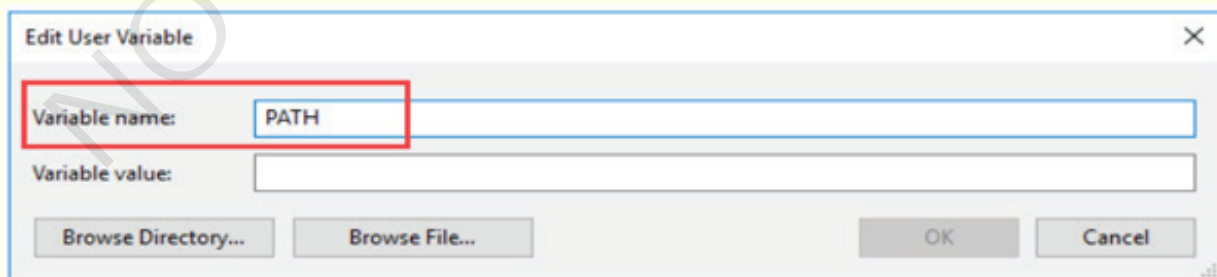 Edit User Variable
Variable name: PATH
Variable value:
Browse Directory... Browse File... OK Cancel